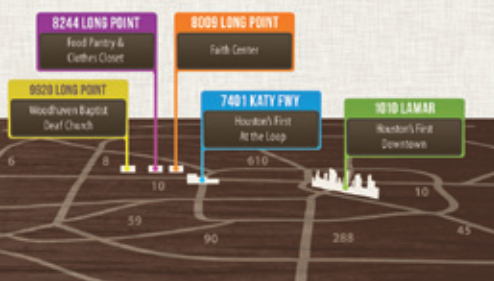 8244 LONG POINT
Food Pantry &
Clothes Closet
8009 LONG POINT
Faith Center
9920 LONG POINT
Woodhaven Baptist
Deaf Church
7401 KATY FWY
Houston's First
At the Loop
1010 LAMAR
Houston's First
Downtown
6
8
610
10
10
59
90
288
45